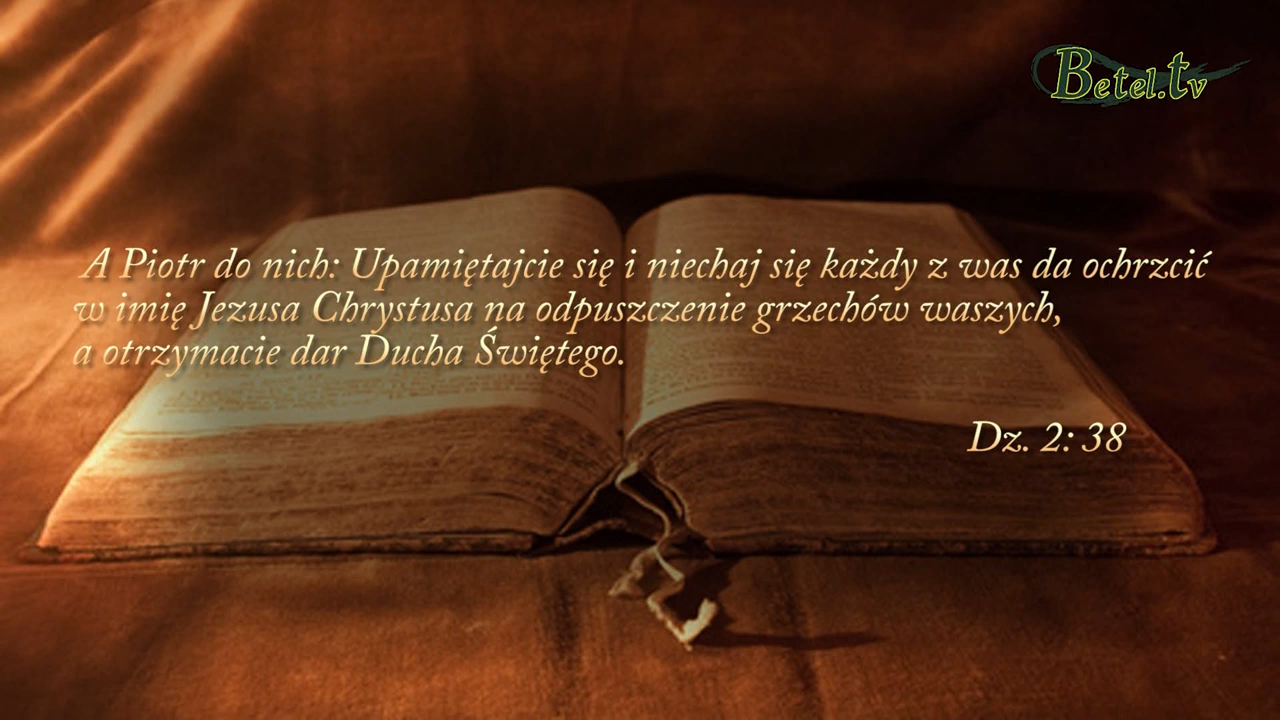 Betel.tv
A Piotr do nich: Upamiętajcie się i niechaj się każdy z was da ochrzcić
w imię Jezusa Chrystusa na odpuszczenie grzechów waszych,
a otrzymacie dar Ducha Świętego.
Dz. 2: 38